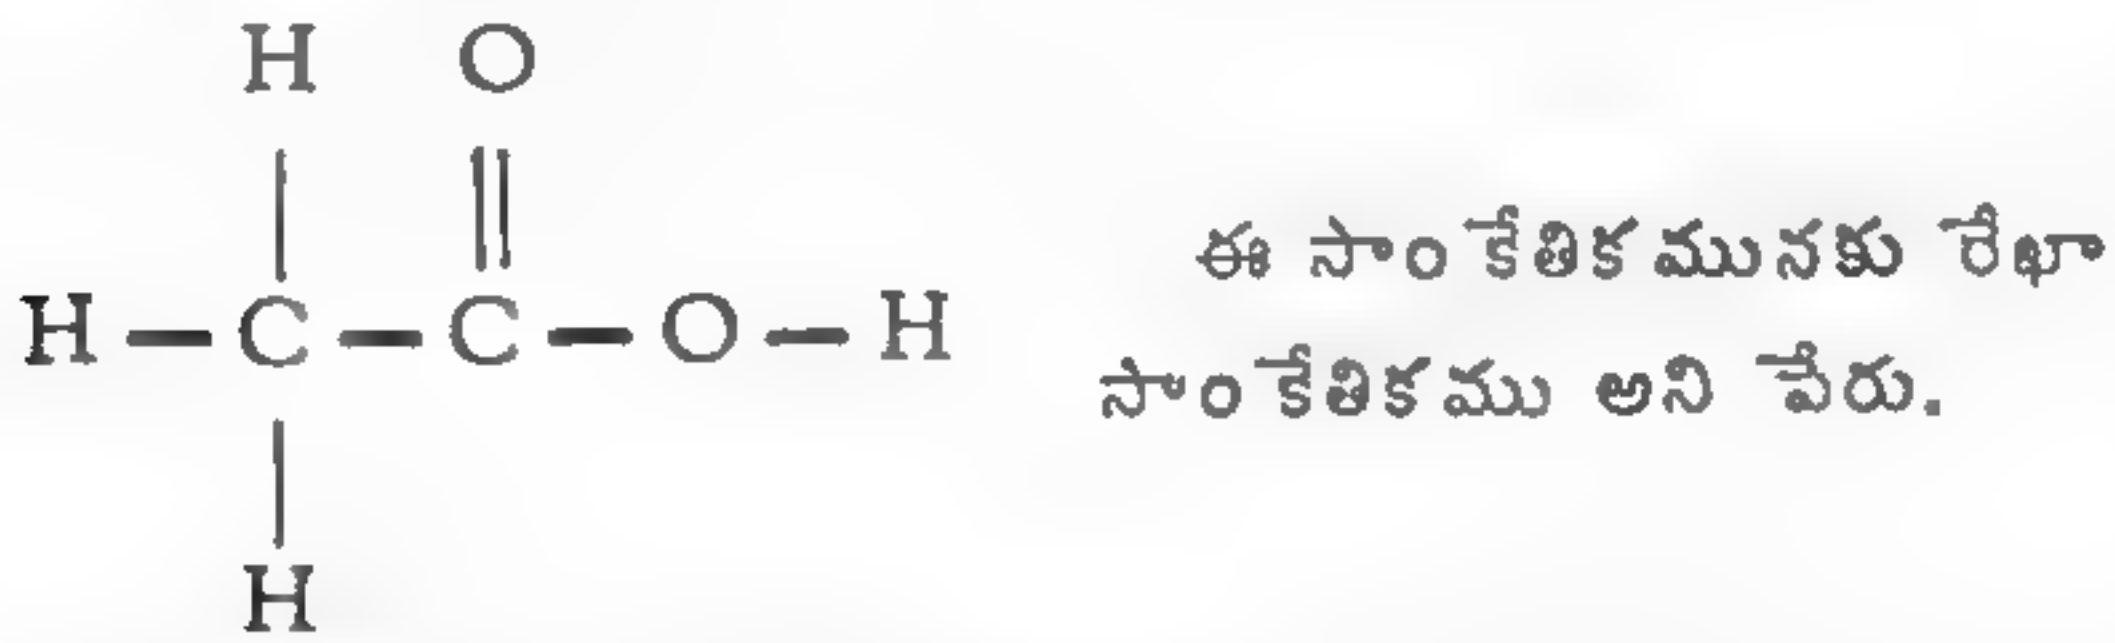 H O
H–C–C–O–H
H
ఈ సాంకేతికమునకు రేఖా
సాంకేతికము అని పేరు.